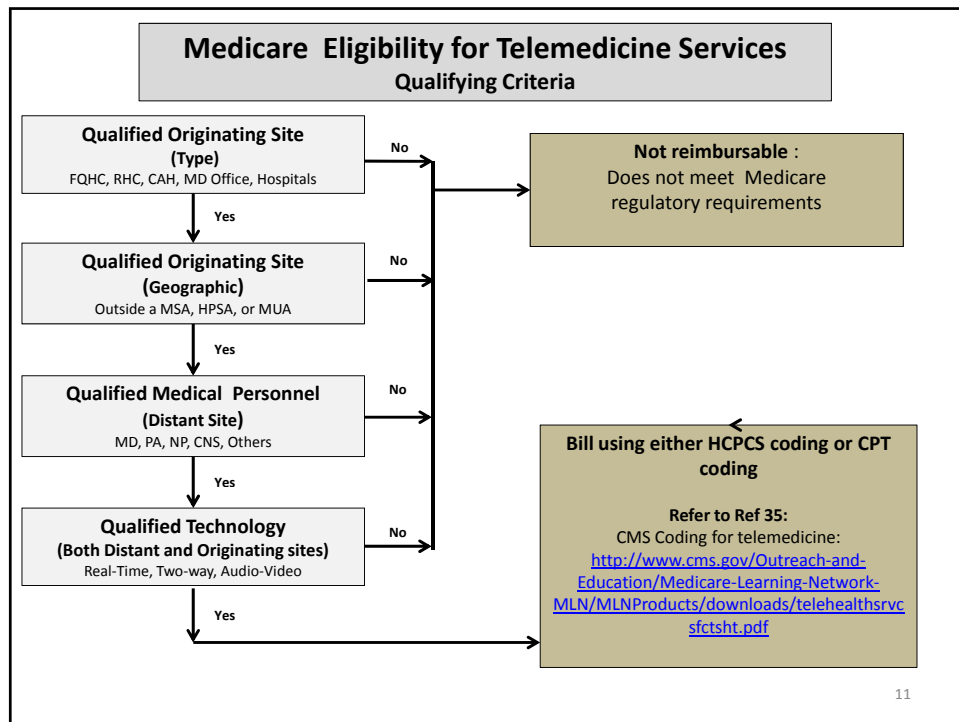 Medicare  Eligibility for Telemedicine Services
Qualifying Criteria
Qualified Originating Site
(Type)
FQHC, RHC, CAH, MD Office, Hospitals
No
Yes
Not reimbursable :
Does not meet  Medicare
regulatory requirements
Qualified Originating Site
(Geographic)
Outside a MSA, HPSA, or MUA
No
Yes
Qualified Medical  Personnel
(Distant Site)
MD, PA, NP, CNS, Others
No
Yes
Qualified Technology
(Both Distant and Originating sites)
Real-Time, Two-way, Audio-Video
No
Yes
Bill using either HCPCS coding or CPT
coding
Refer to Ref 35:
CMS Coding for telemedicine:
http://www.cms.gov/Outreach-and-
Education/Medicare-Learning-Network-
MLN/MLNProducts/downloads/telehealthsrvc
sfctsht.pdf
11